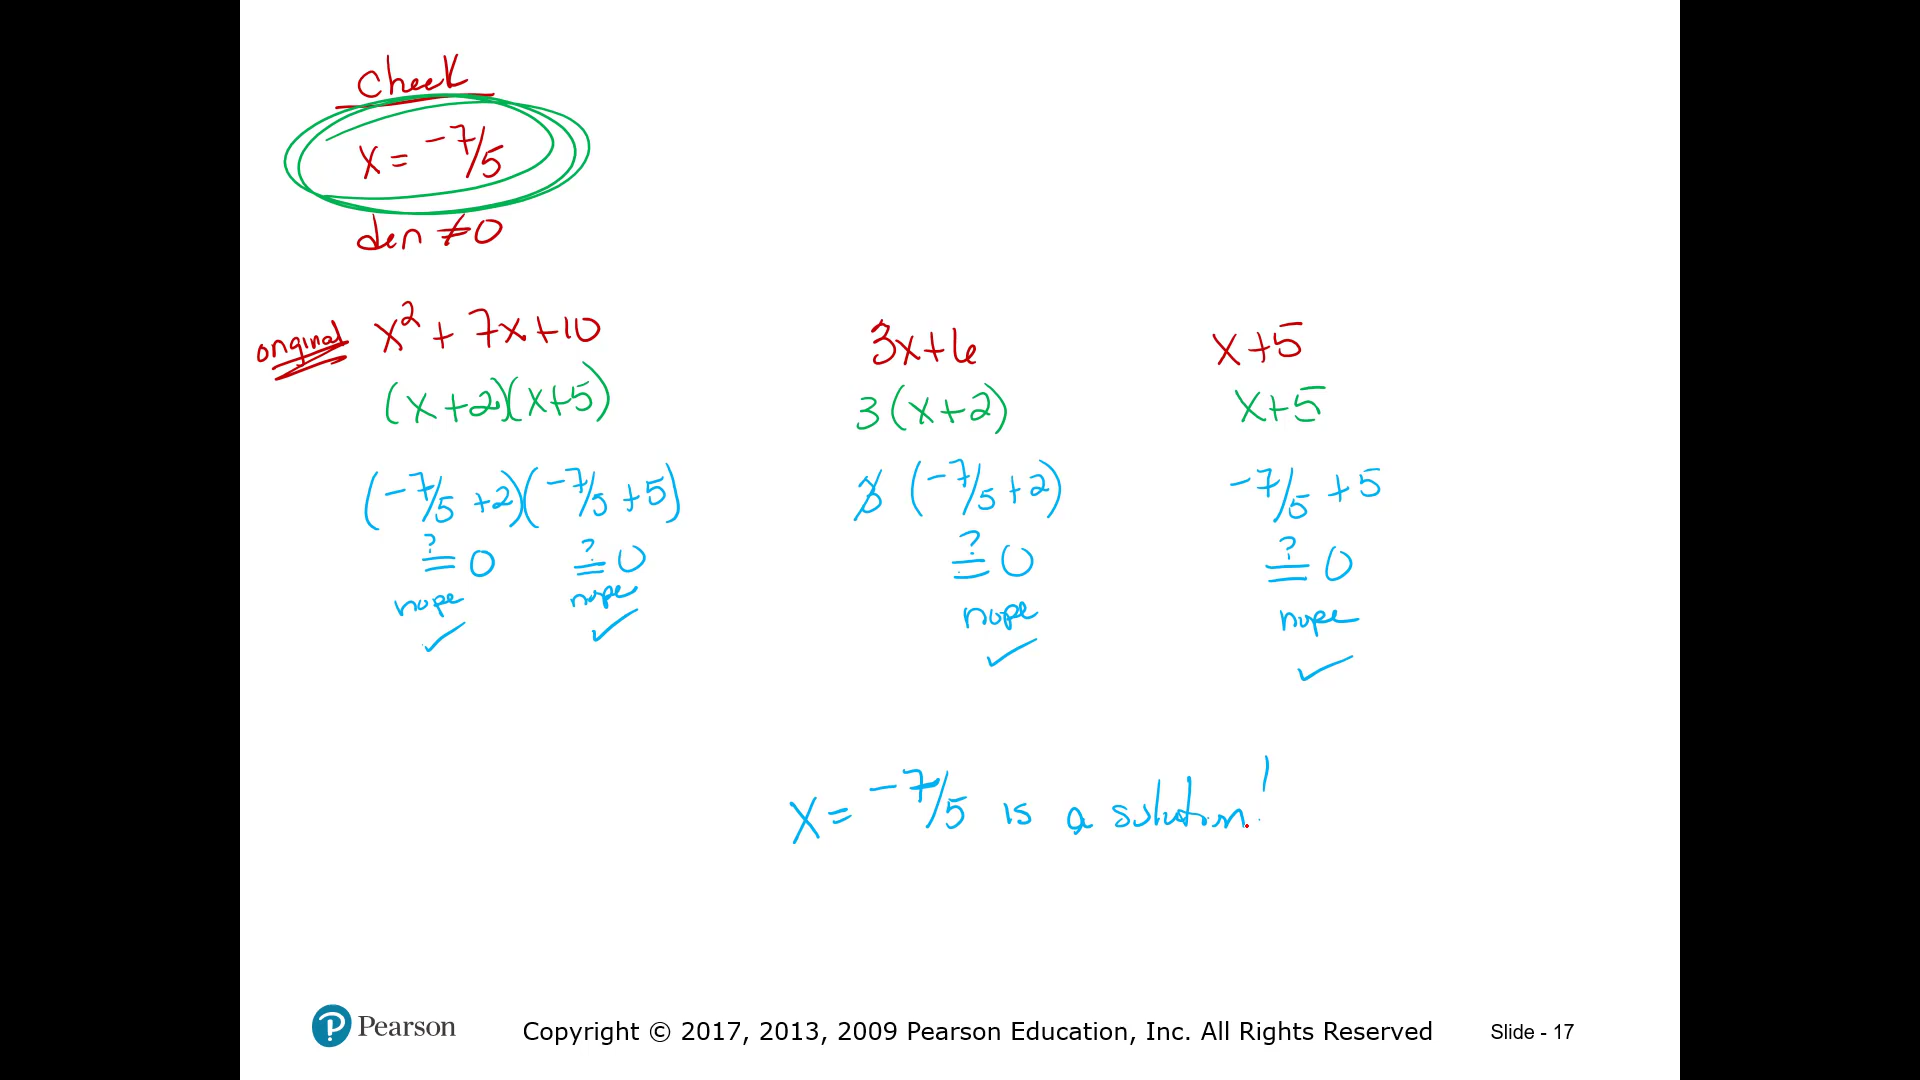 Check
x = -7/5
den ≠ 0
original x² + 7x + 10 3x + 6 x + 5
(x + 2)(x + 5) 3(x + 2) x + 5
(-7/5 + 2)(-7/5 + 5) 3(-7/5 + 2) -7/5 + 5
≟ 0 ≟ 0 ≟ 0 ≟ 0
nope nope nope nope
✓ ✓ ✓ ✓
x = -7/5 is a solution!
Pearson Copyright © 2017, 2013, 2009 Pearson Education, Inc. All Rights Reserved Slide - 17